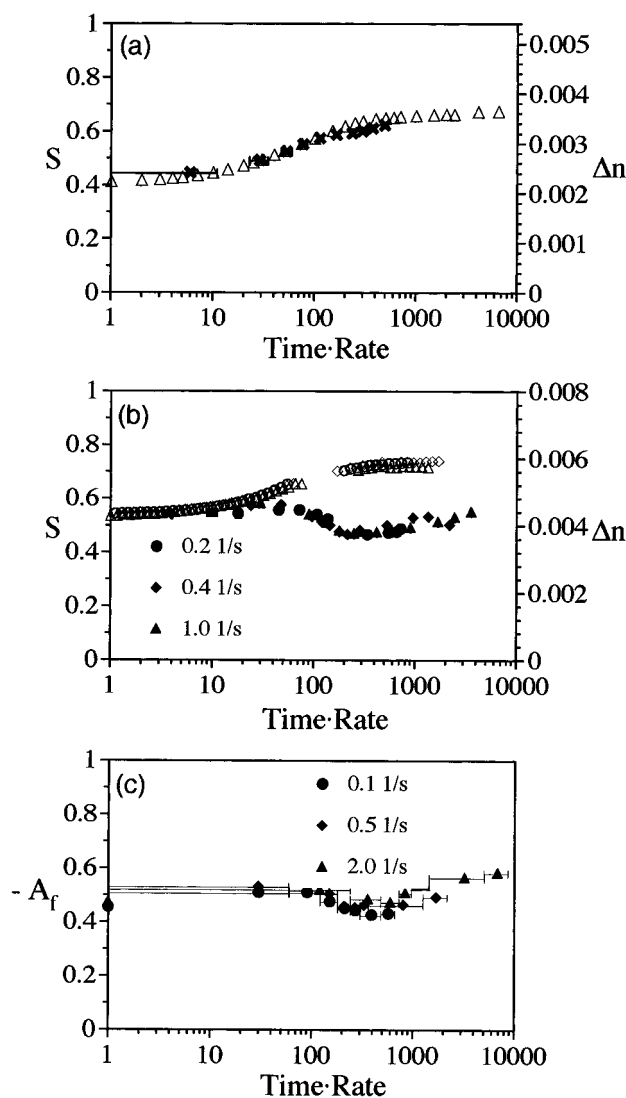 (a)
1
0.8
0.6
S
0.4
0.2
0
0.005
0.004
0.003
Δn
0.002
0.001
0
1 10 100 1000 10000
Time·Rate
(b)
1
0.8
0.6
S
0.4
0.2
0
0.008
0.006
0.004
Δn
0.002
0
0.2 1/s
0.4 1/s
1.0 1/s
1 10 100 1000 10000
Time·Rate
(c)
1
0.8
0.6
- A_f
0.4
0.2
0
0.1 1/s
0.5 1/s
2.0 1/s
1 10 100 1000 10000
Time·Rate